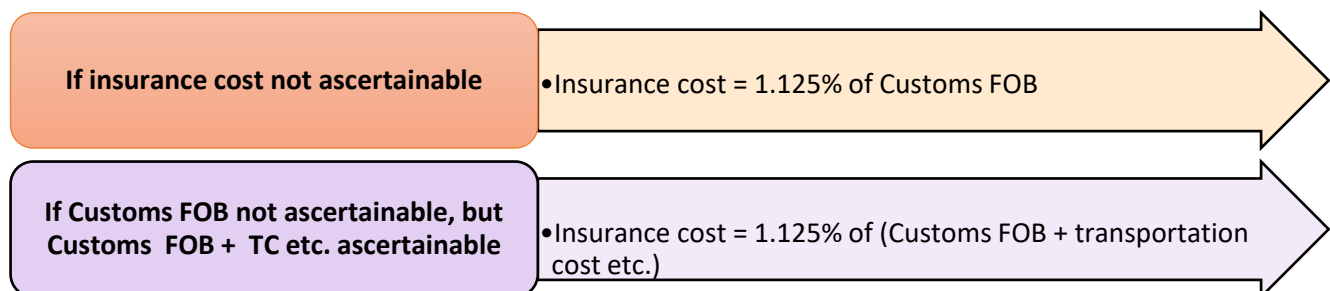 If insurance cost not ascertainable
•Insurance cost = 1.125% of Customs FOB
If Customs FOB not ascertainable, but
Customs FOB + TC etc. ascertainable
•Insurance cost = 1.125% of (Customs FOB + transportation
cost etc.)